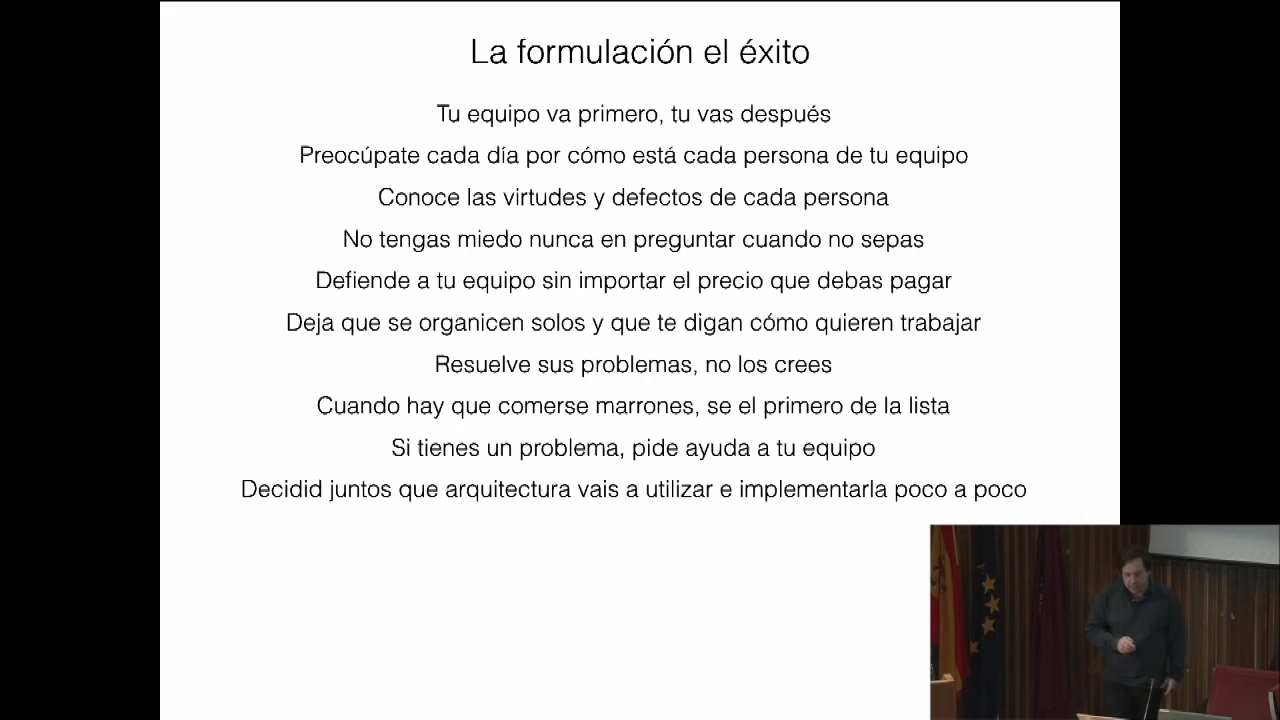 La formulación el éxito
Tu equipo va primero, tu vas después
Preocúpate cada día por cómo está cada persona de tu equipo
Conoce las virtudes y defectos de cada persona
No tengas miedo nunca en preguntar cuando no sepas
Defiende a tu equipo sin importar el precio que debas pagar
Deja que se organicen solos y que te digan cómo quieren trabajar
Resuelve sus problemas, no los crees
Cuando hay que comerse marrones, se el primero de la lista
Si tienes un problema, pide ayuda a tu equipo
Decidid juntos que arquitectura vais a utilizar e implementarla poco a poco